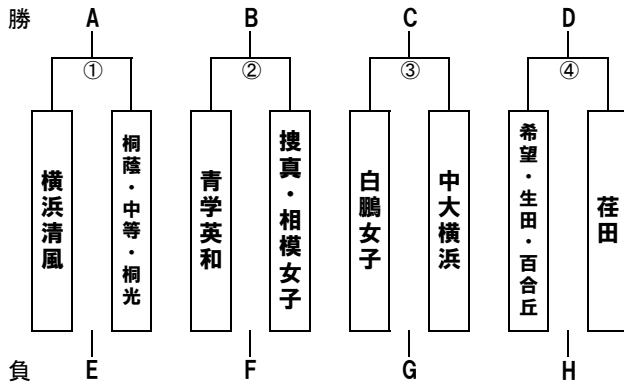 勝 A B C D
① ② ③ ④
横浜清風
桐蔭・中等・桐光
青学英和
捜真・相模女子
白鵬女子
中大横浜
希望・生田・百合丘
荏田
負 E F G H